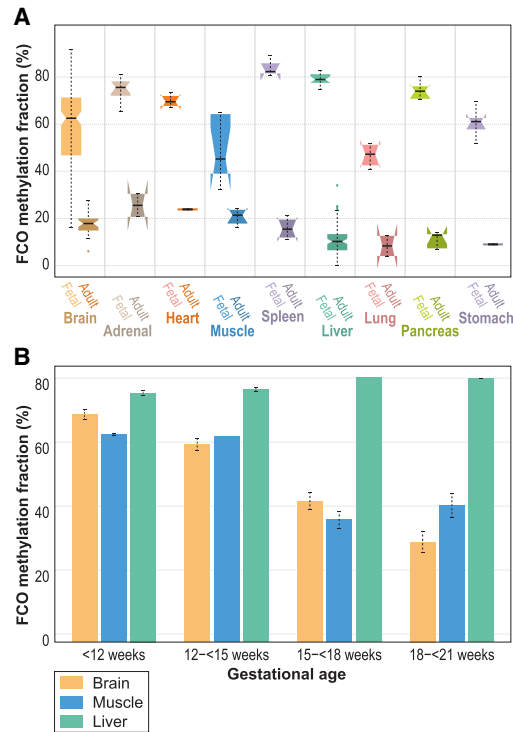 A
FCO methylation fraction (%)
80
60
40
20
0
Fetal Adult Fetal Adult Fetal Adult Fetal Adult Fetal Adult Fetal Adult Fetal Adult Fetal Adult Fetal Adult
Brain Adrenal Heart Muscle Spleen Liver Lung Pancreas Stomach
B
FCO methylation fraction (%)
80
60
40
20
0
<12 weeks 12–<15 weeks 15–<18 weeks 18–<21 weeks
Gestational age
Brain
Muscle
Liver